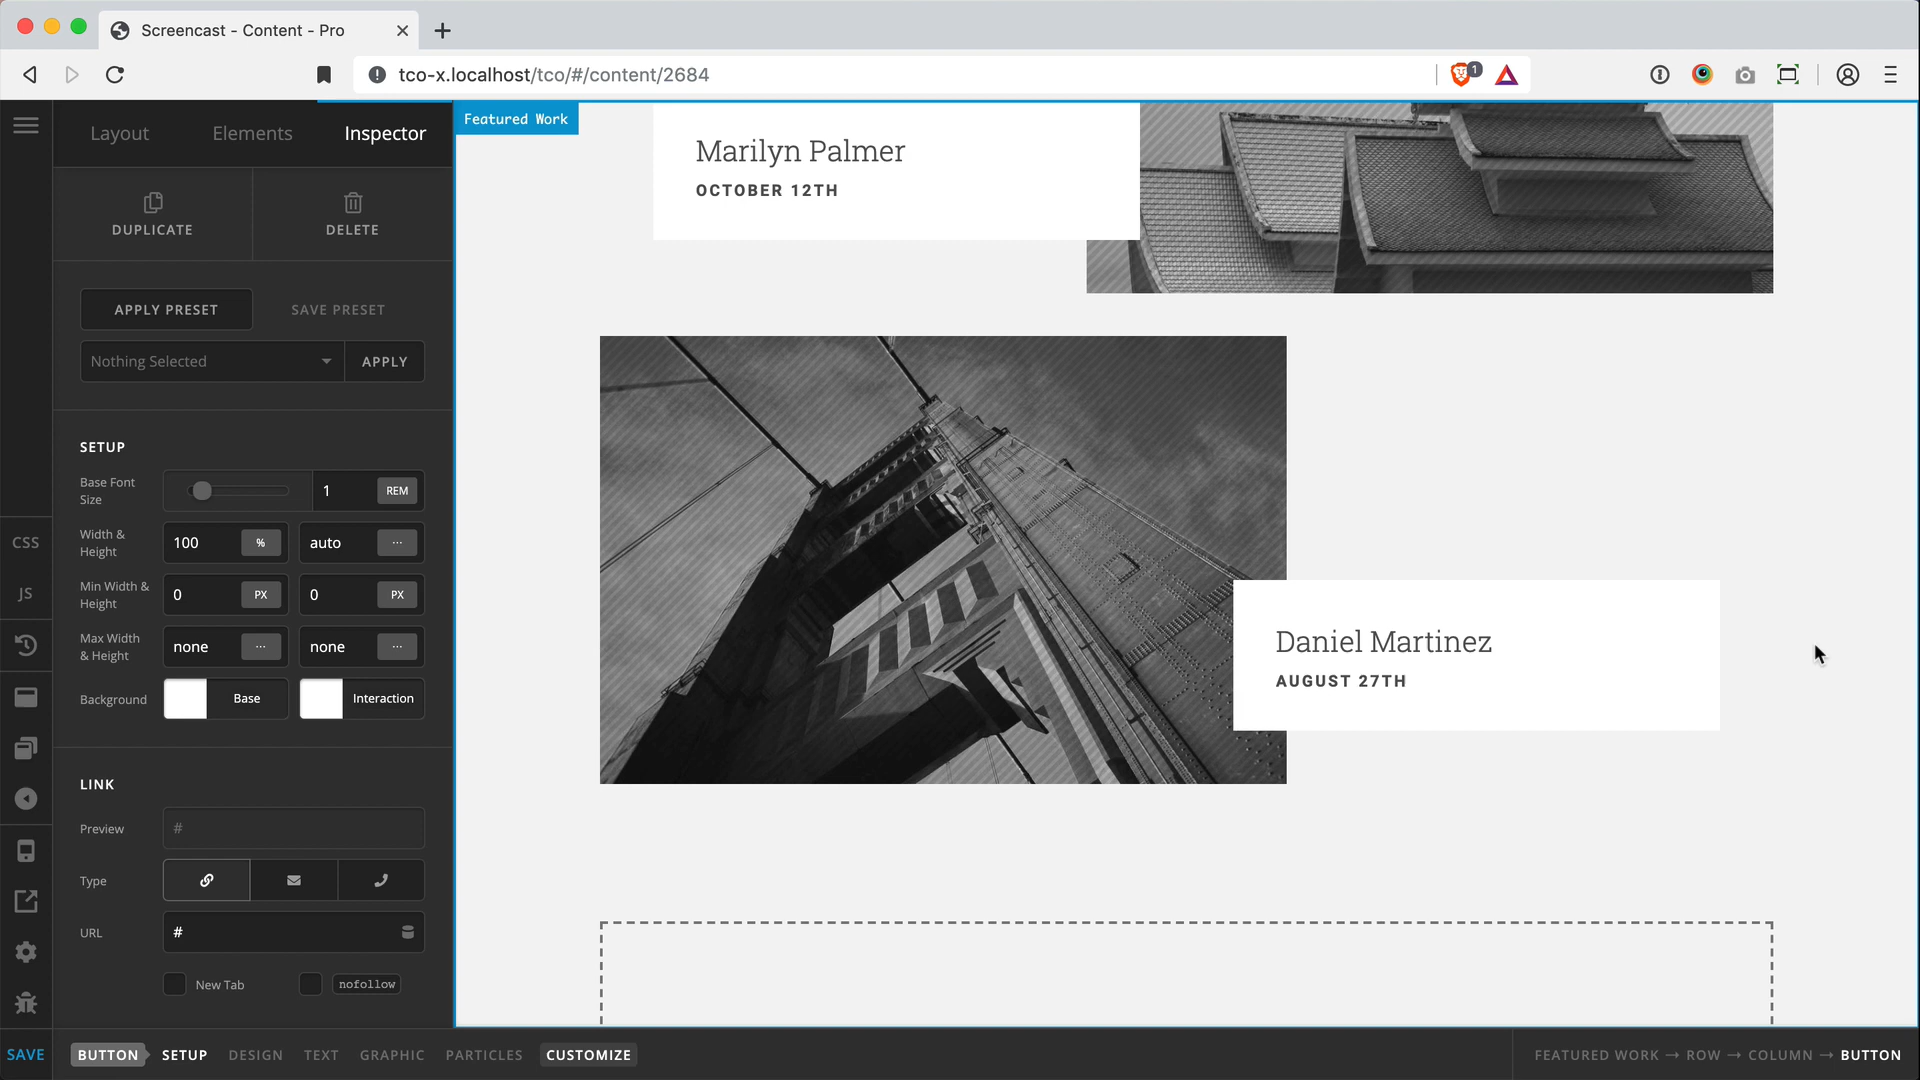 Screencast - Content - Pro
tco-x.localhost/tco/#/content/2684
1
Layout
Elements
Inspector
DUPLICATE
DELETE
APPLY PRESET
SAVE PRESET
Nothing Selected
APPLY
SETUP
Base Font
Size
1
REM
Width &
Height
100
%
auto
...
Min Width &
Height
0
PX
0
PX
Max Width
& Height
none
...
none
...
Background
Base
Interaction
LINK
Preview
#
Type
URL
#
New Tab
nofollow
CSS
JS
Featured Work
Marilyn Palmer
OCTOBER 12TH
Daniel Martinez
AUGUST 27TH
SAVE
BUTTON
SETUP
DESIGN
TEXT
GRAPHIC
PARTICLES
CUSTOMIZE
FEATURED WORK → ROW → COLUMN → BUTTON